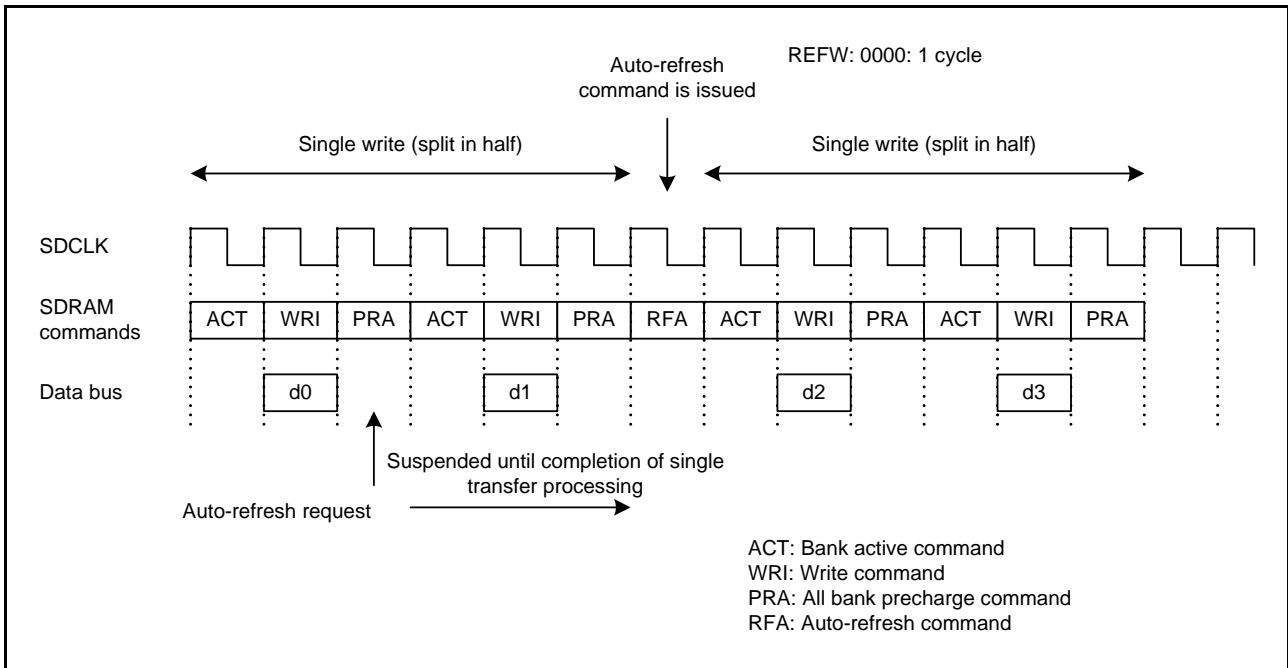 REFW: 0000: 1 cycle
Auto-refresh
command is issued
Single write (split in half)
Single write (split in half)
SDCLK
SDRAM
commands
ACT WRI PRA ACT WRI PRA RFA ACT WRI PRA ACT WRI PRA
Data bus
d0 d1 d2 d3
Suspended until completion of single
transfer processing
Auto-refresh request
ACT: Bank active command
WRI: Write command
PRA: All bank precharge command
RFA: Auto-refresh command